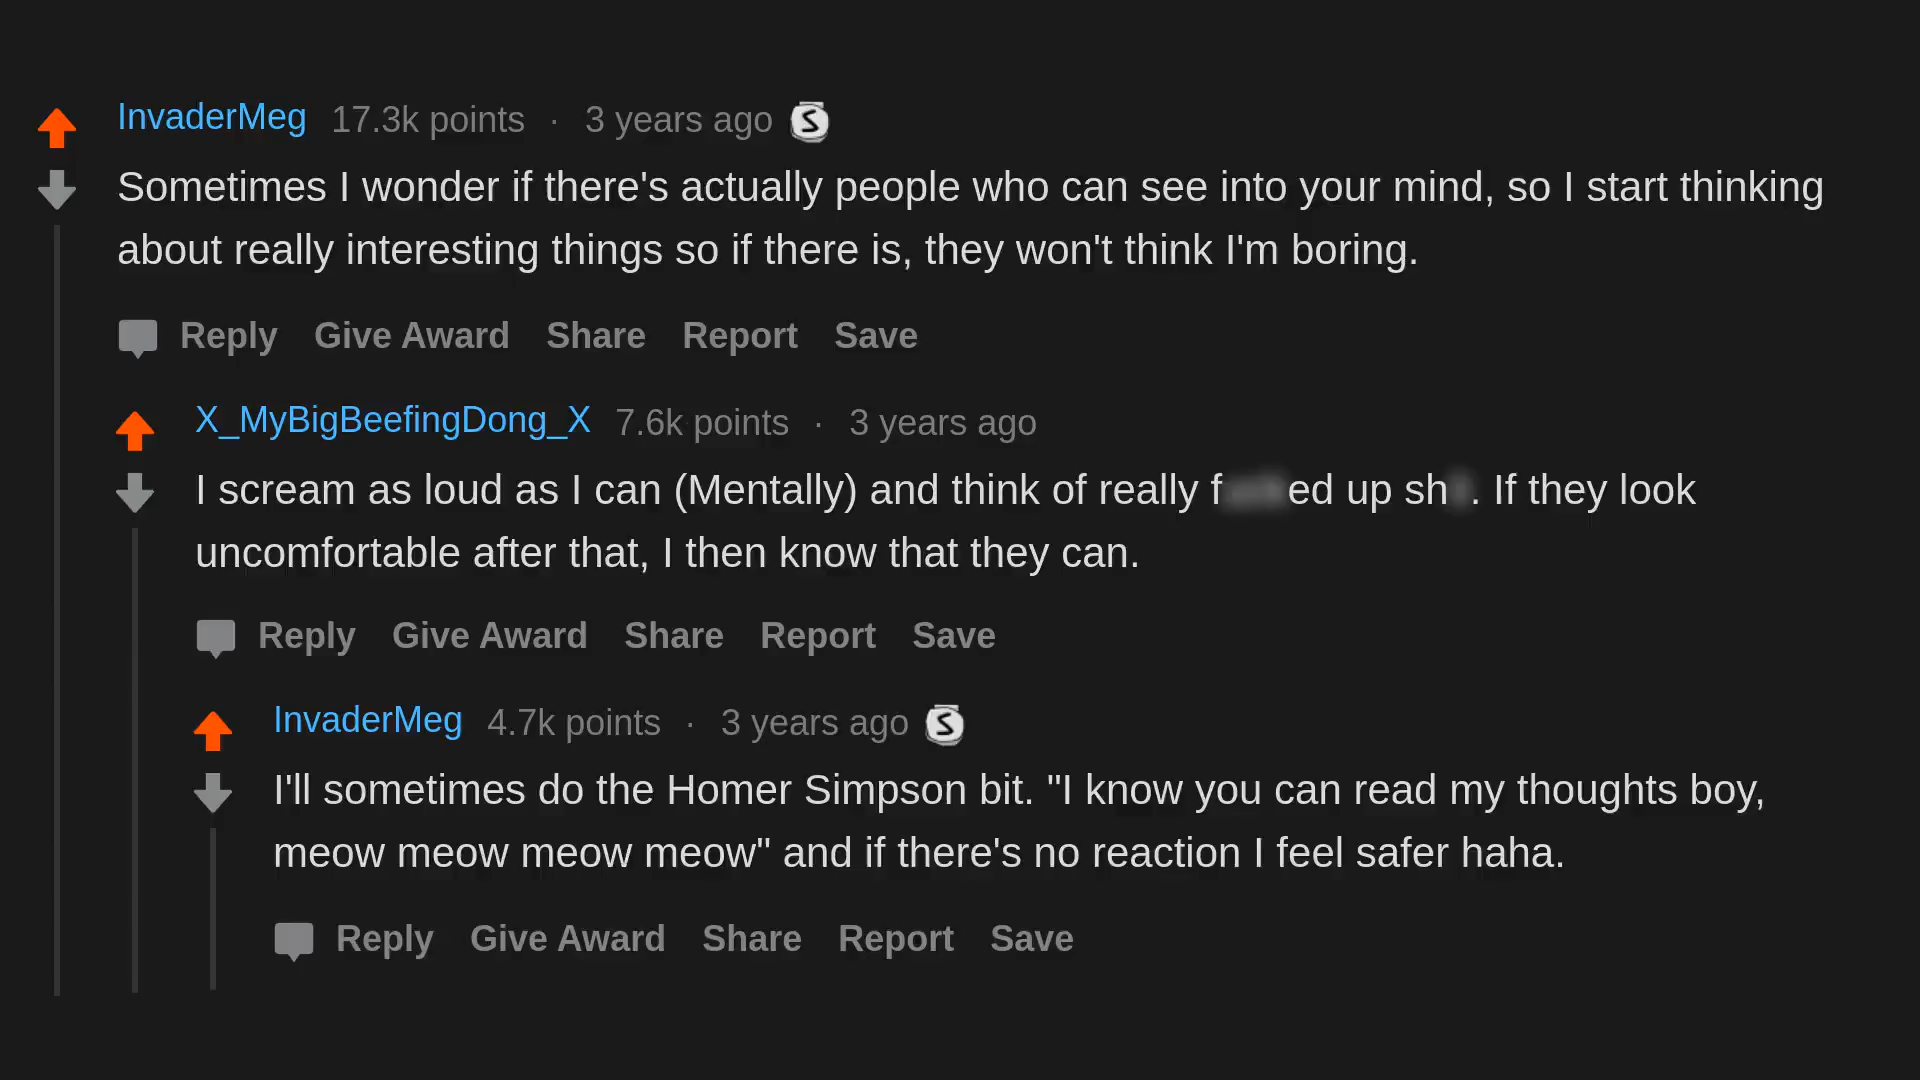 InvaderMeg 17.3k points · 3 years ago S
Sometimes I wonder if there's actually people who can see into your mind, so I start thinking
about really interesting things so if there is, they won't think I'm boring.
Reply Give Award Share Report Save
X_MyBigBeefingDong_X 7.6k points · 3 years ago
I scream as loud as I can (Mentally) and think of really f ed up sh . If they look
uncomfortable after that, I then know that they can.
Reply Give Award Share Report Save
InvaderMeg 4.7k points · 3 years ago S
I'll sometimes do the Homer Simpson bit. "I know you can read my thoughts boy,
meow meow meow meow" and if there's no reaction I feel safer haha.
Reply Give Award Share Report Save